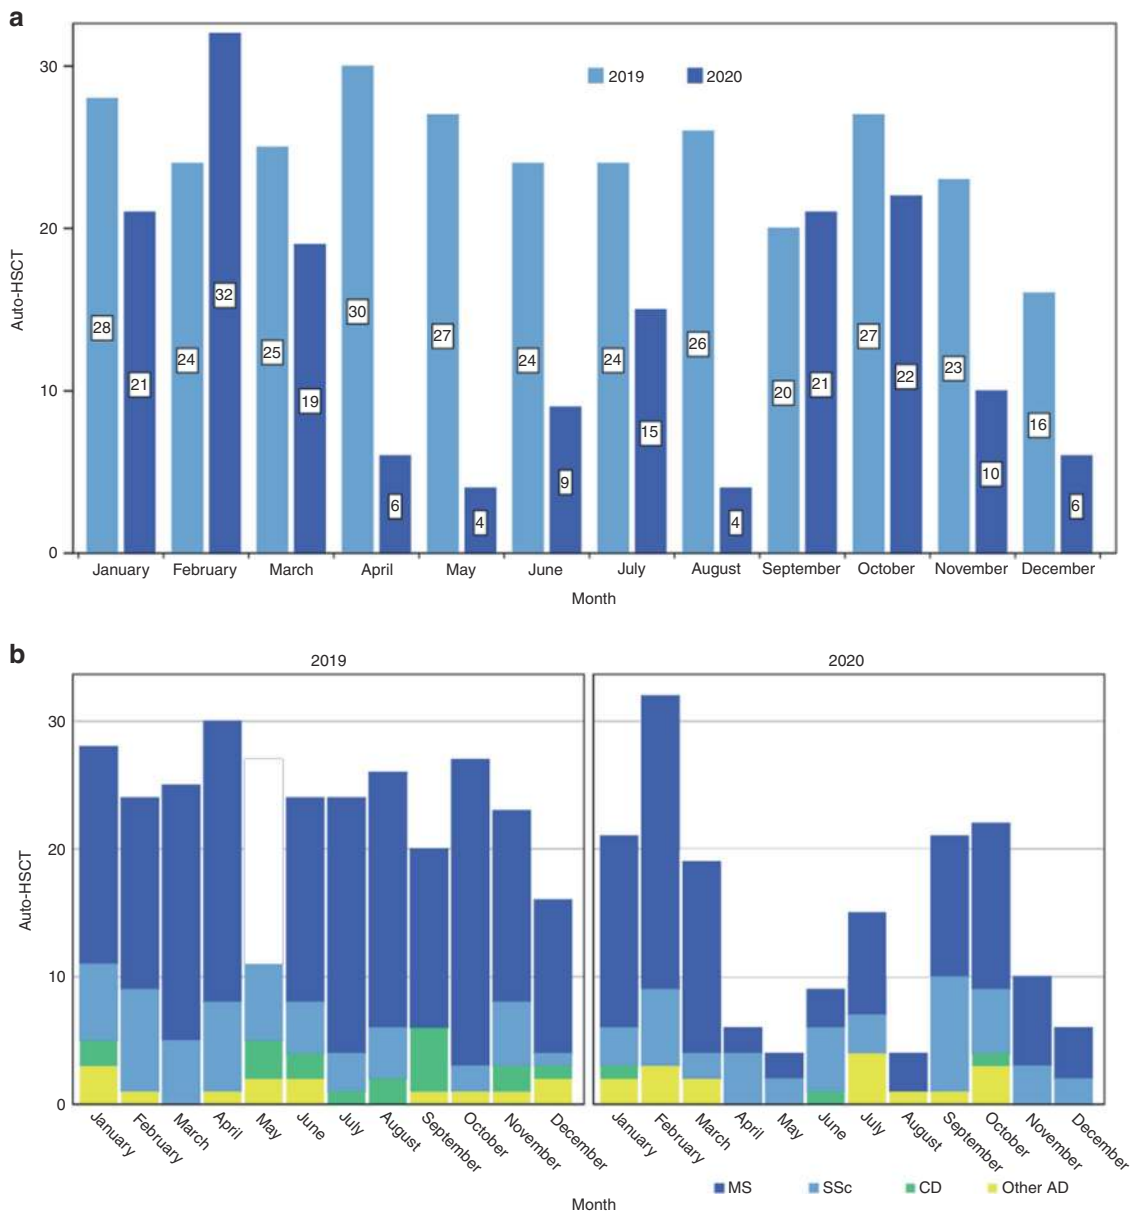 a
30
20
10
0
Auto-HSCT
2019 2020
28 21 24 32 25 19 30 6 27 4 24 9 24 15 26 4 20 21 27 22 23 10 16 6
January February March April May June July August September October November December
Month
b
2019 2020
30
20
10
0
Auto-HSCT
January February March April May June July August September October November December
January February March April May June July August September October November December
MS SSc CD Other AD
Month